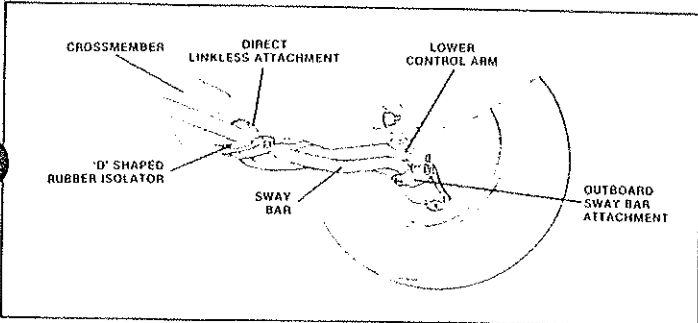 CROSSMEMBER
DIRECT
LINKLESS ATTACHMENT
LOWER
CONTROL ARM
'D' SHAPED
RUBBER ISOLATOR
SWAY
BAR
OUTBOARD
SWAY BAR
ATTACHMENT